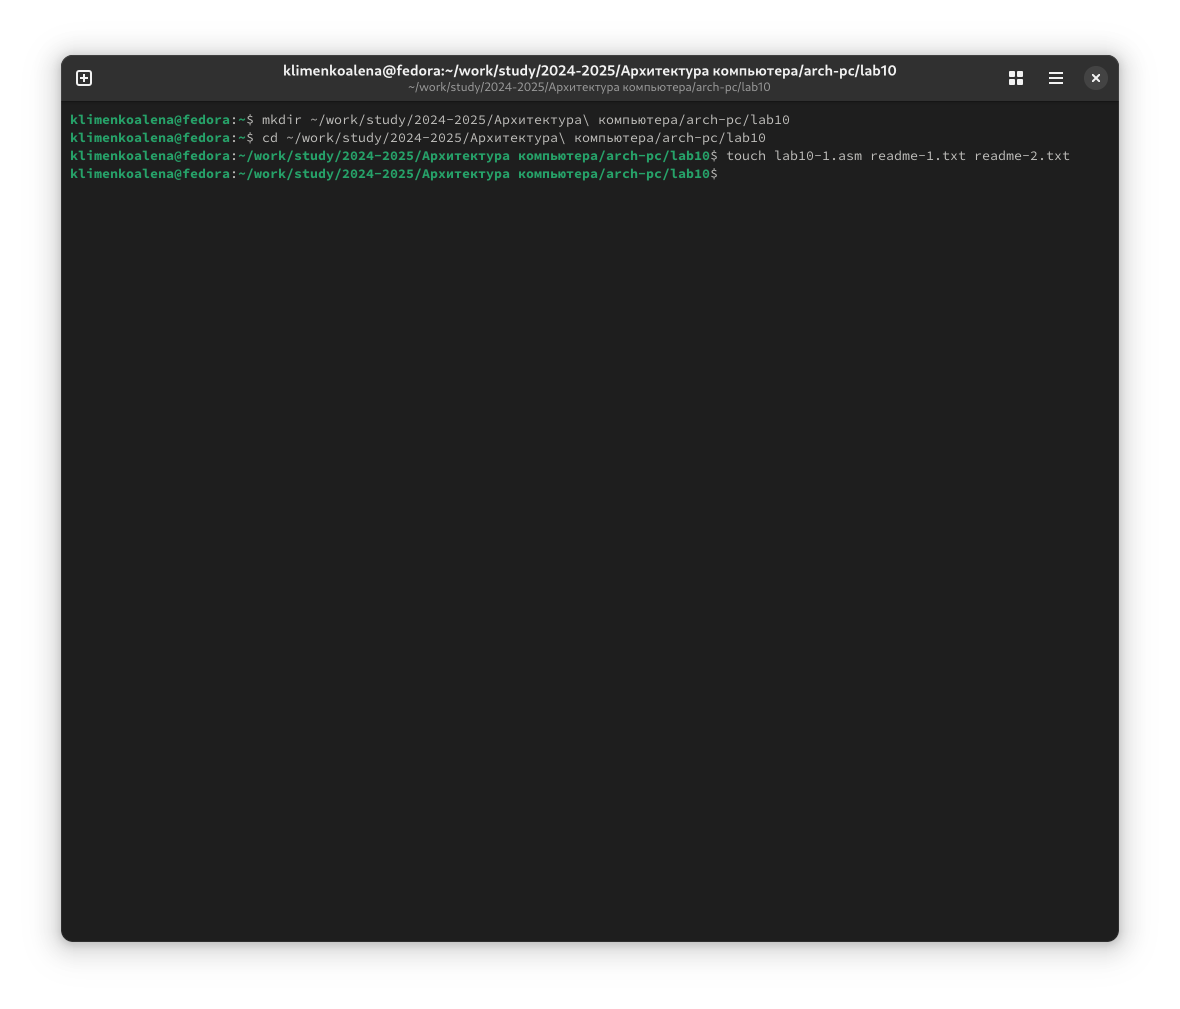 klimenkoalena@fedora:~/work/study/2024-2025/Архитектура компьютера/arch-pc/lab10
~/work/study/2024-2025/Архитектура компьютера/arch-pc/lab10
klimenkoalena@fedora:~$ mkdir ~/work/study/2024-2025/Архитектура\ компьютера/arch-pc/lab10
klimenkoalena@fedora:~$ cd ~/work/study/2024-2025/Архитектура\ компьютера/arch-pc/lab10
klimenkoalena@fedora:~/work/study/2024-2025/Архитектура компьютера/arch-pc/lab10$ touch lab10-1.asm readme-1.txt readme-2.txt
klimenkoalena@fedora:~/work/study/2024-2025/Архитектура компьютера/arch-pc/lab10$